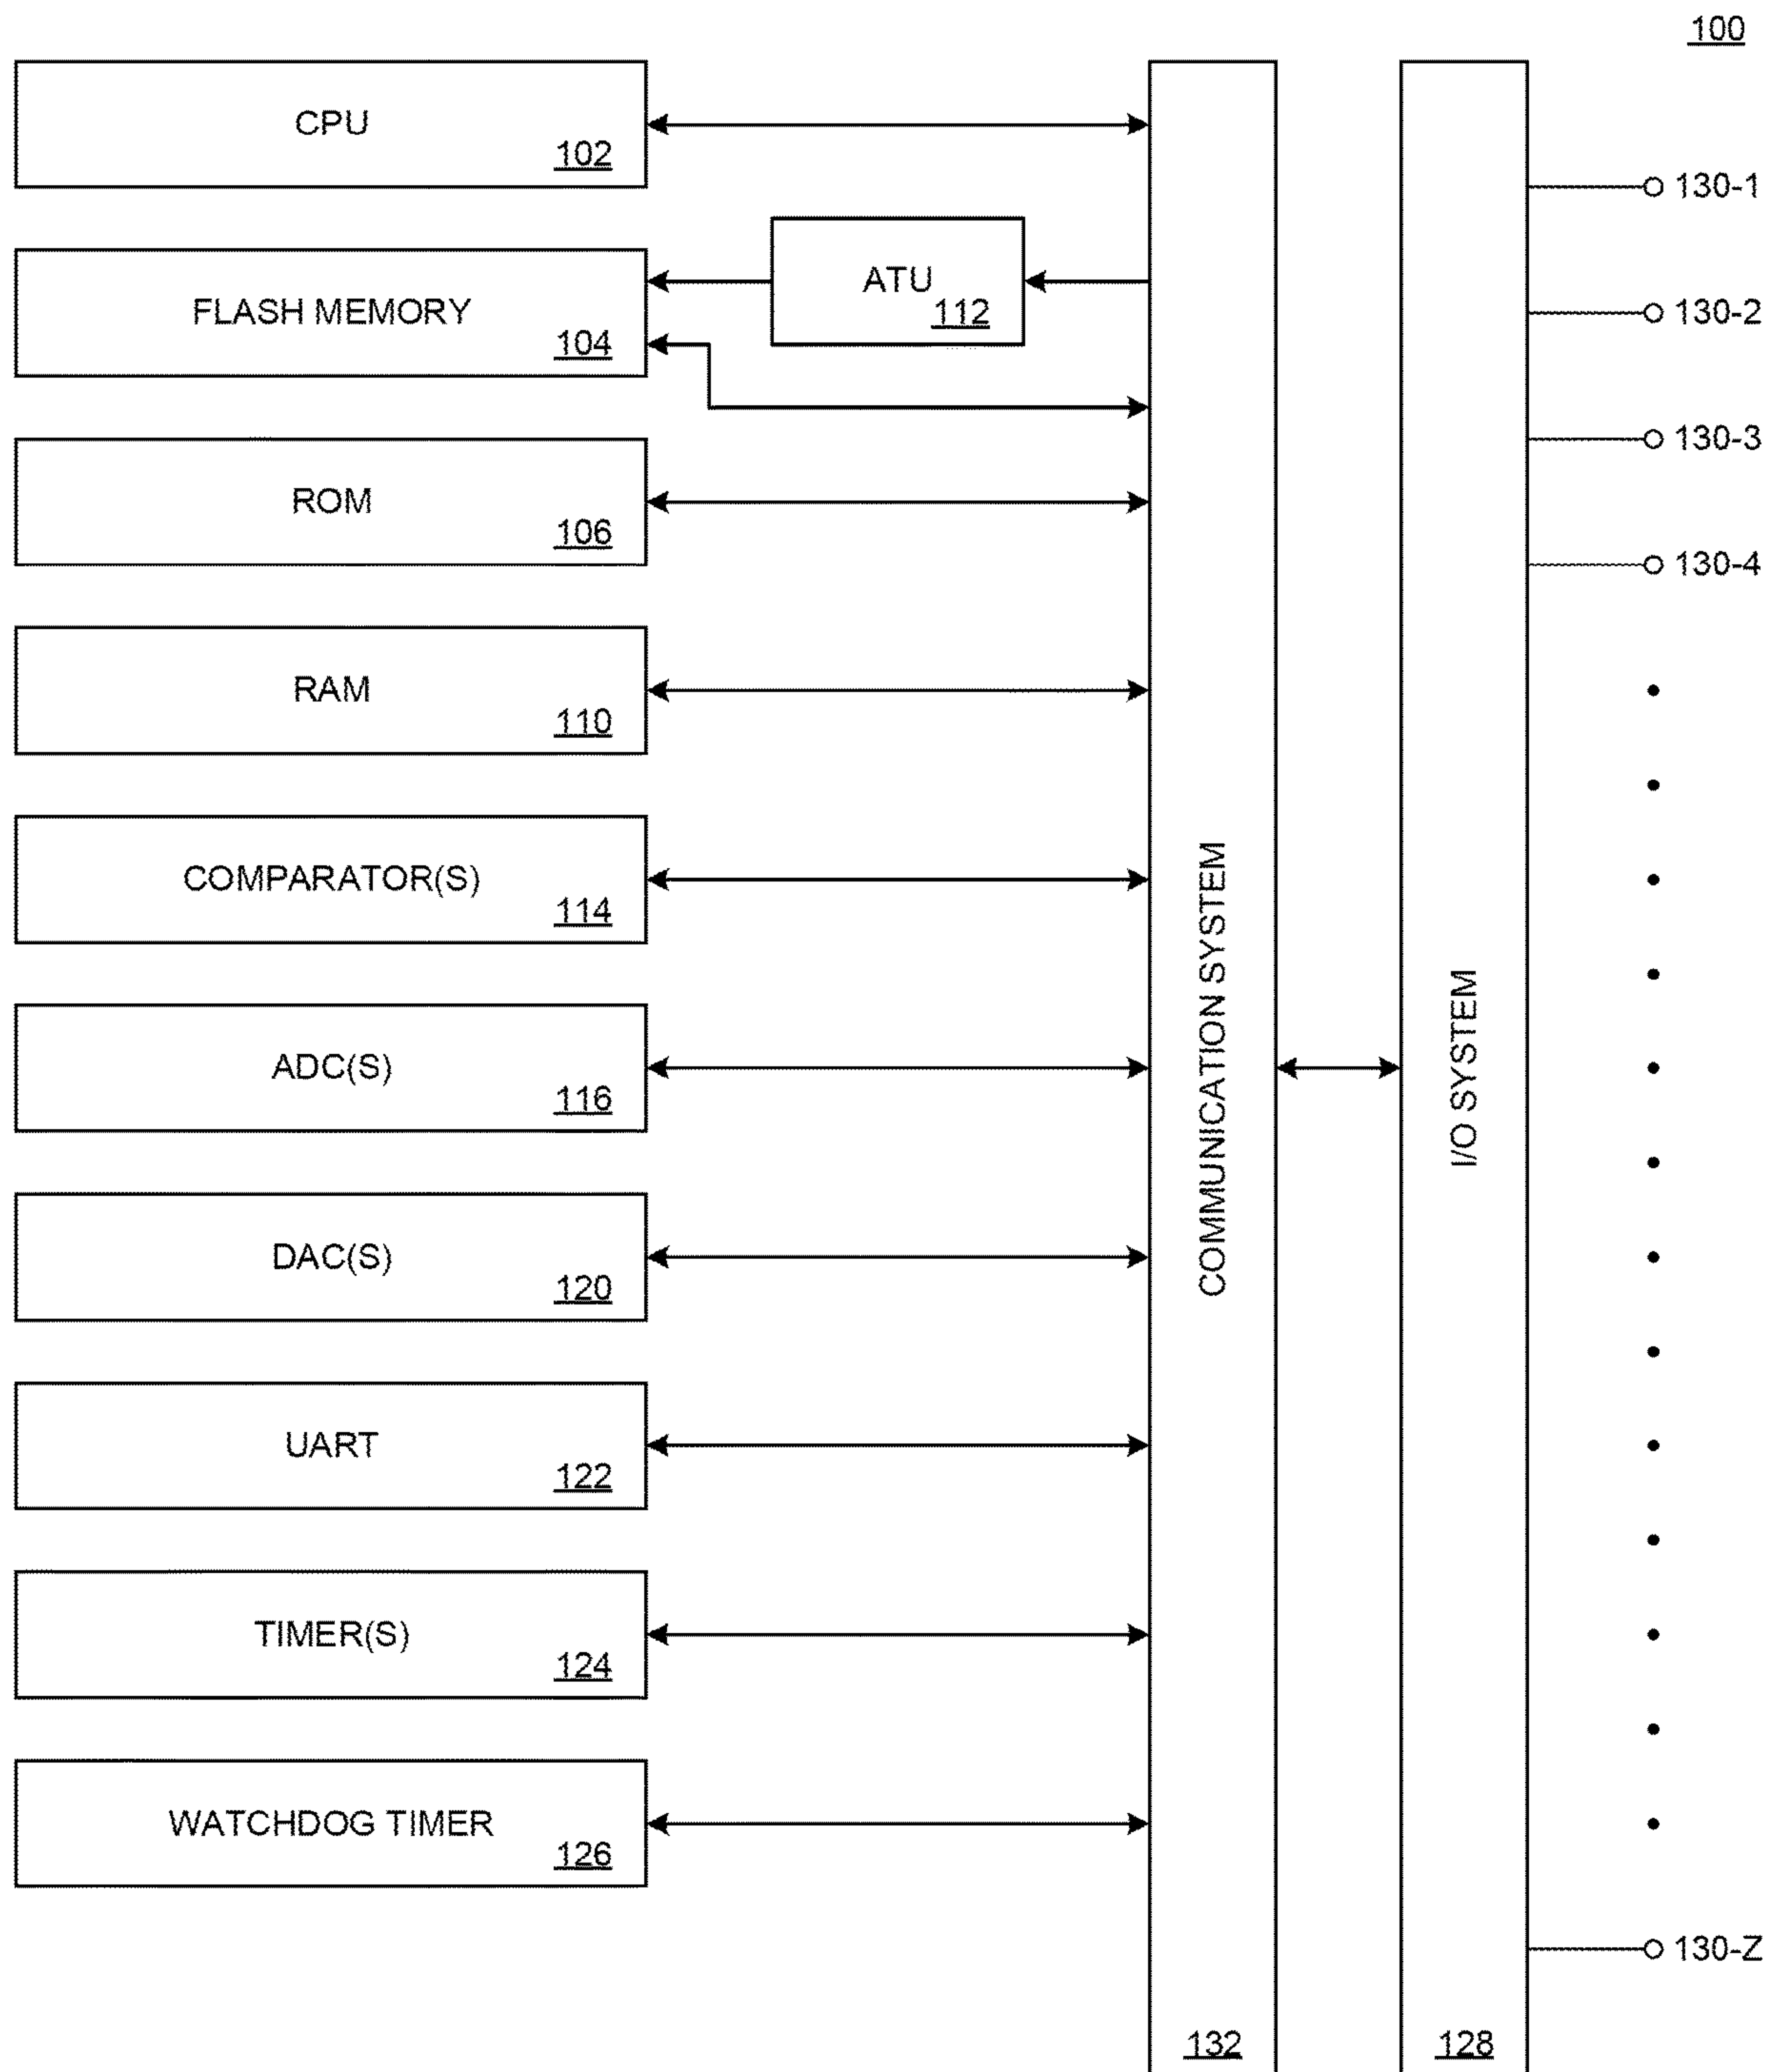 100
CPU
102
130-1
ATU
112
FLASH MEMORY
104
130-2
130-3
ROM
106
130-4
RAM
110
COMPARATOR(S)
114
COMMUNICATION SYSTEM
I/O SYSTEM
ADC(S)
116
DAC(S)
120
UART
122
TIMER(S)
124
WATCHDOG TIMER
126
130-Z
132
128